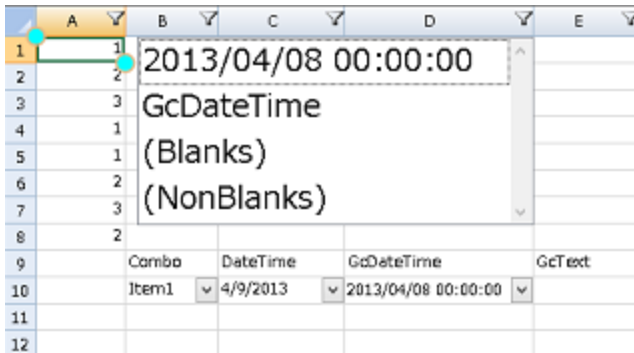 A B C D E
1 1 2013/04/08 00:00:00
2 2
3 3 GcDateTime
4 1
5 1 (Blanks)
6 2
7 3 (NonBlanks)
8 2
9 Combo DateTime GcDateTime GcText
10 Item1 4/9/2013 2013/04/08 00:00:00
11
12